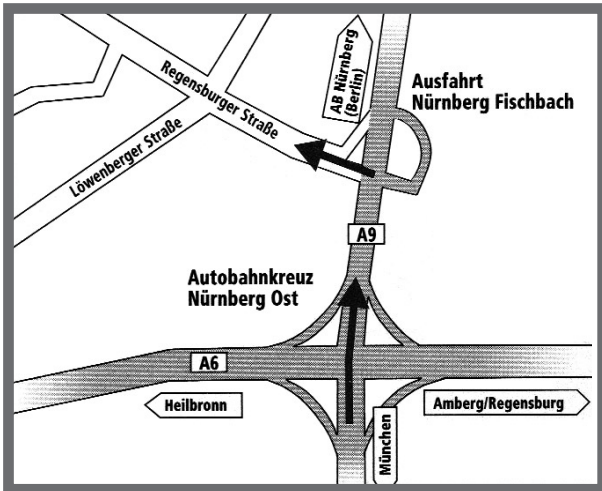 AB Nürnberg
(Berlin)
Ausfahrt
Nürnberg Fischbach
Regensburger Straße
Löwenberger Straße
A9
Autobahnkreuz
Nürnberg Ost
A6
Heilbronn
München
Amberg/Regensburg